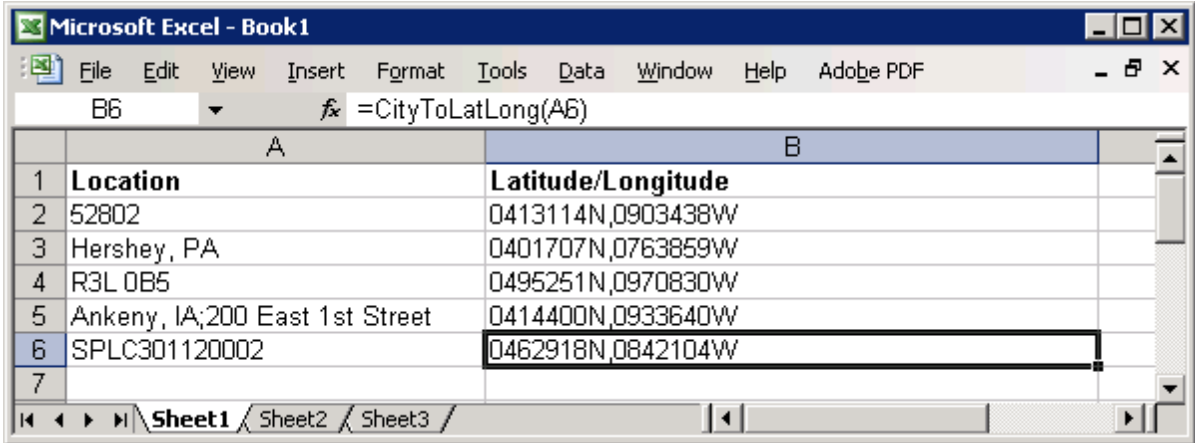 Microsoft Excel - Book1
File Edit View Insert Format Tools Data Window Help Adobe PDF
B6 fx =CityToLatLong(A6)
A B
1 Location Latitude/Longitude
2 52802 0413114N,0903438W
3 Hershey, PA 0401707N,0763859W
4 R3L 0B5 0495251N,0970830W
5 Ankeny, IA;200 East 1st Street 0414400N,0933640W
6 SPLC301120002 0462918N,0842104W
7
Sheet1 Sheet2 Sheet3